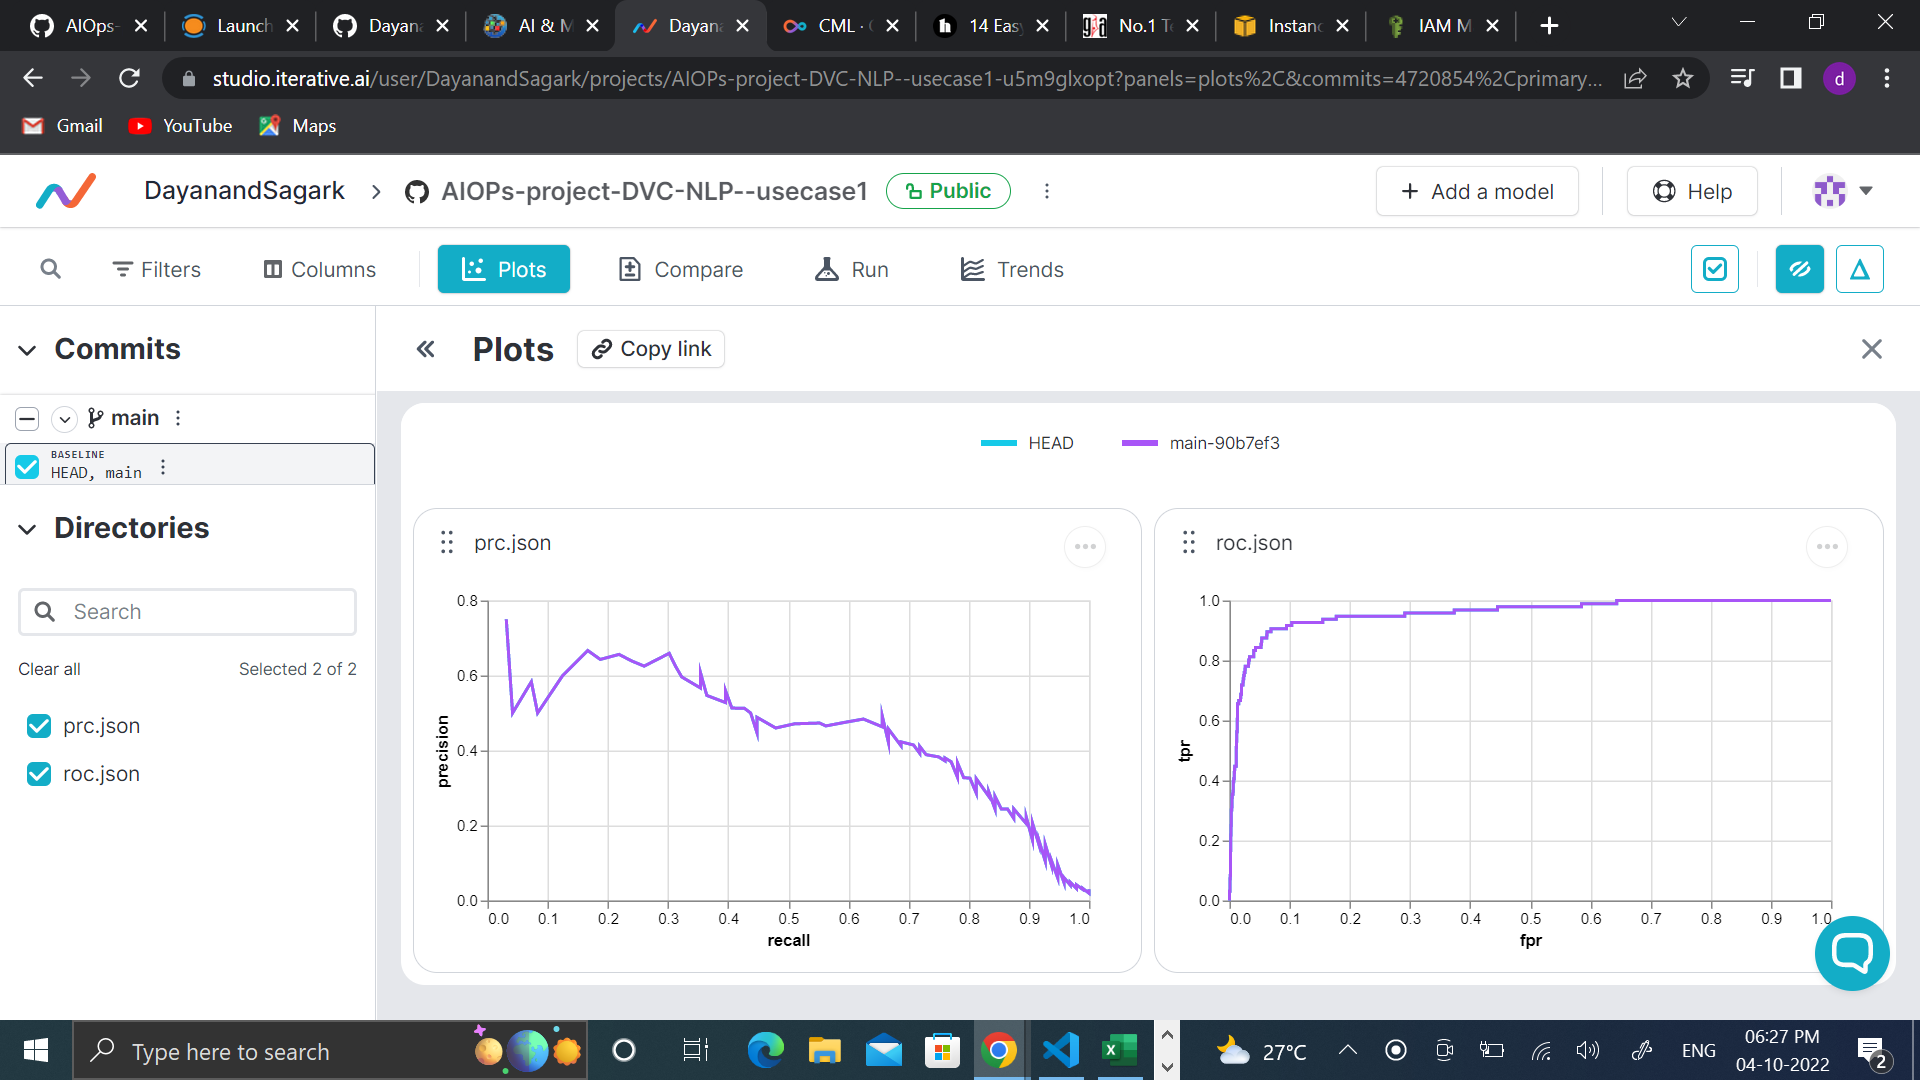 AIOps-
Launch
Dayana
AI & M
Dayana
CML · 
14 Easy
No.1 Te
Instanc
IAM M
studio.iterative.ai/user/DayanandSagark/projects/AIOPs-project-DVC-NLP--usecase1-u5m9glxopt?panels=plots%2C&commits=4720854%2Cprimary...
d
Gmail
YouTube
Maps
DayanandSagark
AIOPs-project-DVC-NLP--usecase1
Public
Add a model
Help
Filters
Columns
Plots
Compare
Run
Trends
Commits
main
BASELINE
HEAD, main
Directories
Search
Clear all
Selected 2 of 2
prc.json
roc.json
Plots
Copy link
HEAD
main-90b7ef3
prc.json
0.8
0.6
0.4
0.2
0.0
precision
0.0 0.1 0.2 0.3 0.4 0.5 0.6 0.7 0.8 0.9 1.0
recall
roc.json
1.0
0.8
0.6
0.4
0.2
0.0
tpr
0.0 0.1 0.2 0.3 0.4 0.5 0.6 0.7 0.8 0.9 1.0
fpr
Type here to search
27°C
ENG
06:27 PM
04-10-2022
2